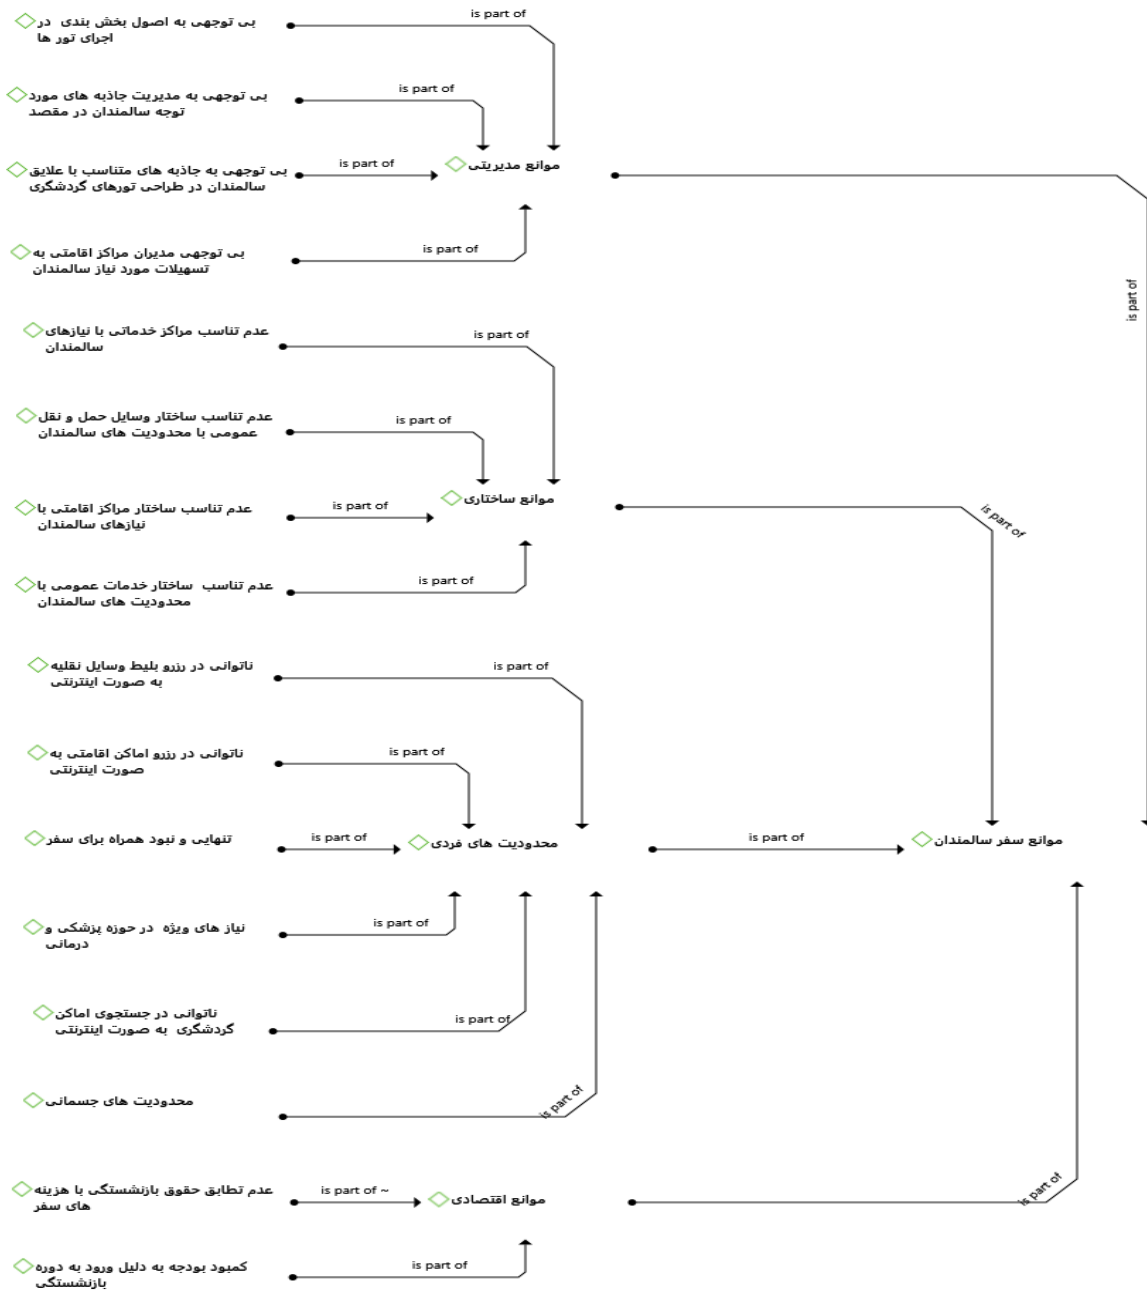 is part of
بی توجهی به اصول بخش بندی در
اجرای تور ها
is part of
بی توجهی به مدیریت جاذبه های مورد
توجه سالمندان در مقصد
is part of
موانع مدیریتی
بی توجهی به جاذبه های متناسب با علایق
سالمندان در طراحی تورهای گردشگری
is part of
بی توجهی مدیران مراکز اقامتی به
تسهیلات مورد نیاز سالمندان
is part of
is part of
عدم تناسب مراکز خدماتی با نیازهای
سالمندان
is part of
عدم تناسب ساختار وسایل حمل و نقل
عمومی با محدودیت های سالمندان
موانع ساختاری
is part of
عدم تناسب ساختار مراکز اقامتی با
نیازهای سالمندان
is part of
is part of
عدم تناسب ساختار خدمات عمومی با
محدودیت های سالمندان
is part of
ناتوانی در رزرو بلیط وسایل نقلیه
به صورت اینترنتی
is part of
ناتوانی در رزرو اماکن اقامتی به
صورت اینترنتی
تنهایی و نبود همراه برای سفر
is part of
محدودیت های فردی
is part of
موانع سفر سالمندان
is part of
نیاز های ویژه در حوزه پزشکی و
درمانی
ناتوانی در جستجوی اماکن
گردشگری به صورت اینترنتی
is part of
محدودیت های جسمانی
is part of
عدم تطابق حقوق بازنشستگی با هزینه
های سفر
is part of ~
موانع اقتصادی
is part of
is part of
کمبود بودجه به دلیل ورود به دوره
بازنشستگی